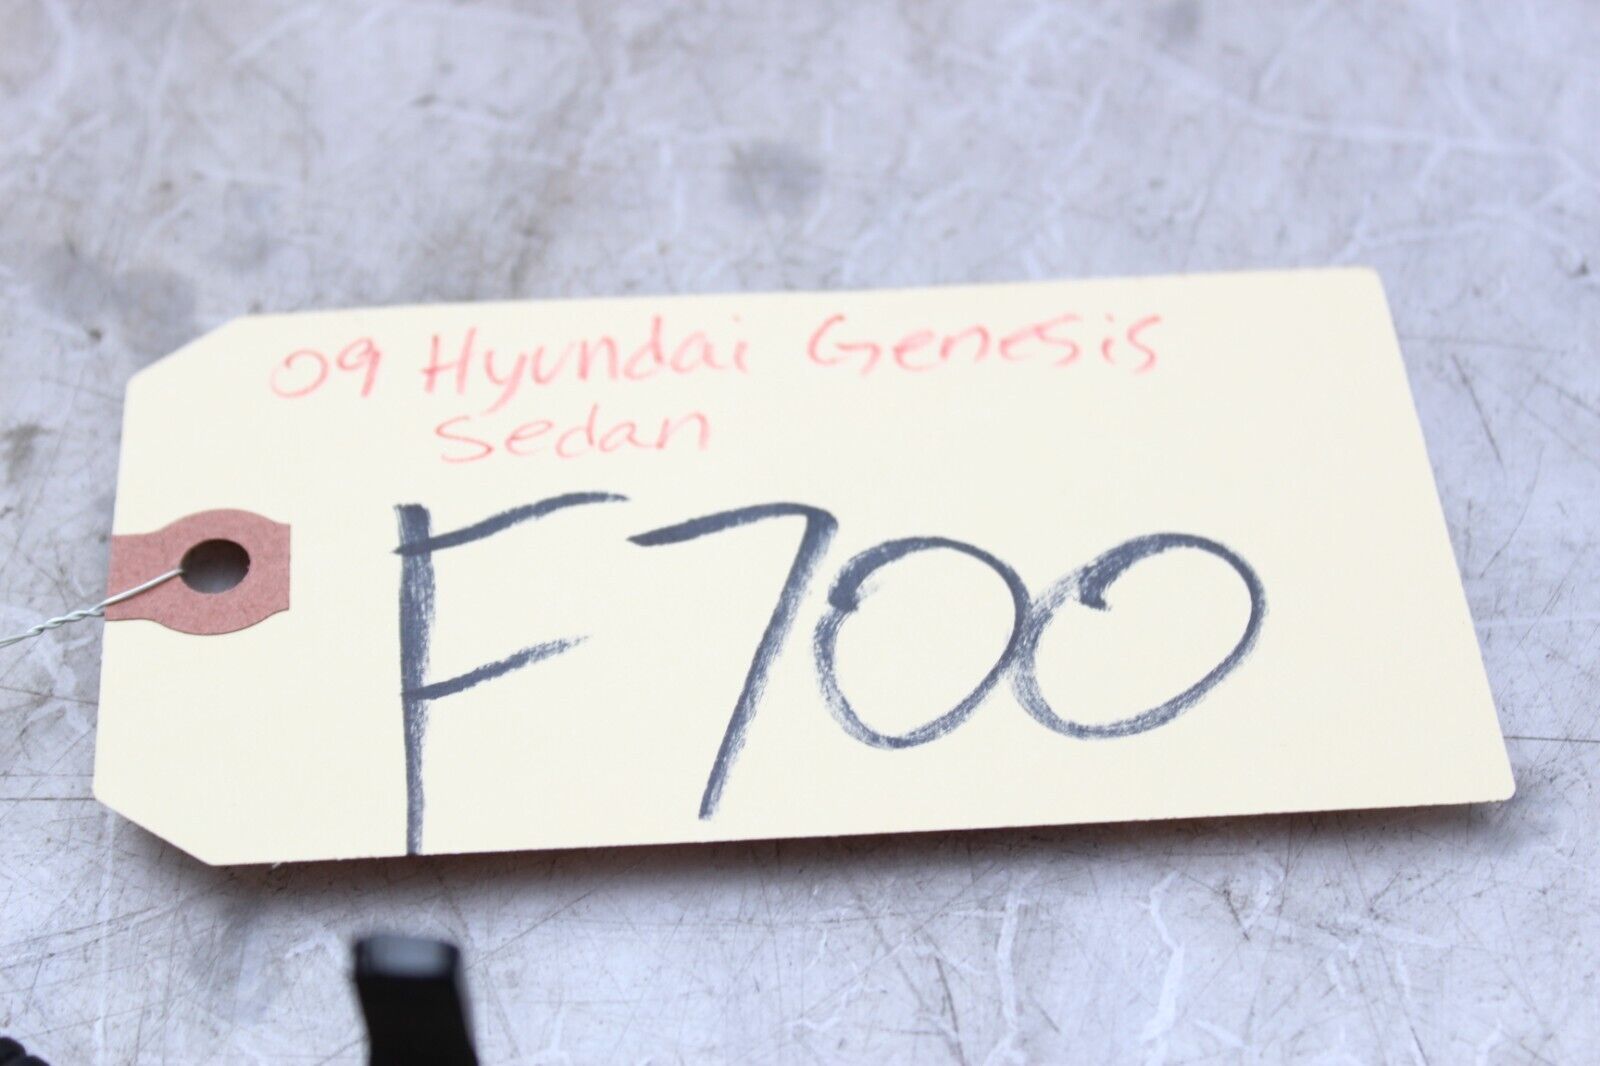 09 Hyundai Genesis
Sedan
F700